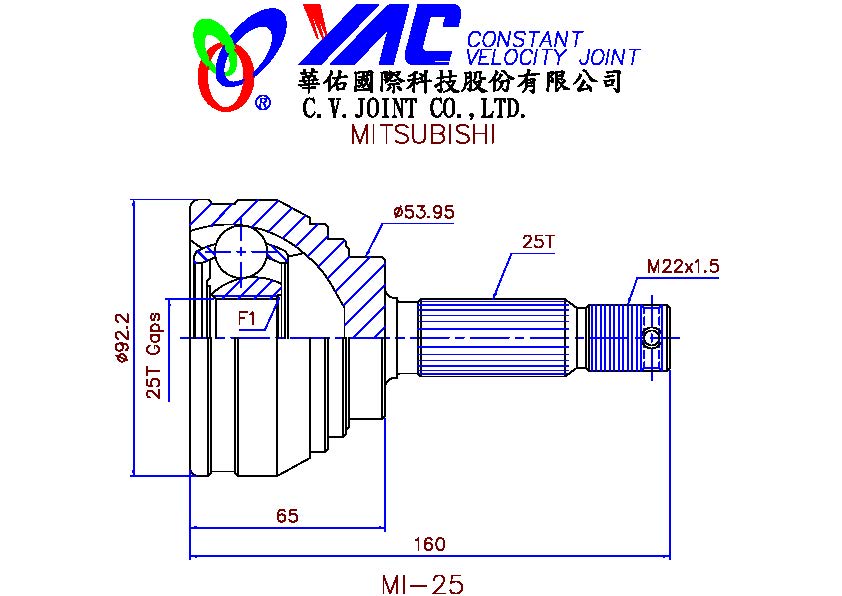 YAC CONSTANT
VELOCITY JOINT
華佑國際科技股份有限公司
®
C.V.JOINT CO.,LTD.
MITSUBISHI
ø53.95
25T
M22x1.5
F1
ø92.2
25T Gaps
65
160
MI-25